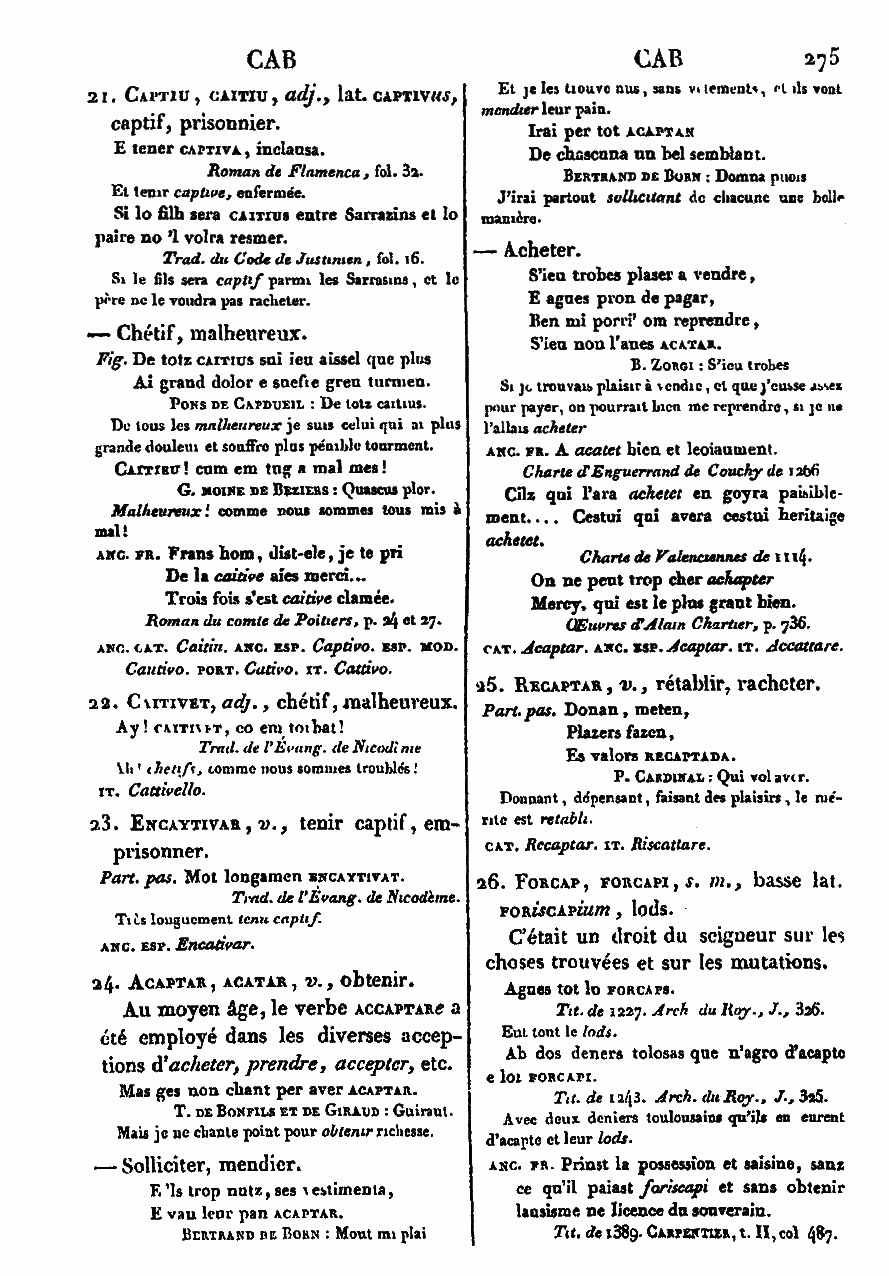 CAB
CAB 275
21. CAPTIU, CAITIU, adj., lat. CAPTIVUS,
captif, prisonnier.
E tener CAPTIVA, inclausa.
Roman de Flamenca, fol. 32.
Et tenir captive, enfermée.
Si lo filh sera CAITIUS entre Sarrazins et lo
paire no 'l volra resmer.
Trad. du Code de Justinien, fol. 16.
Si le fils sera captif parmi les Sarrasins, et le
père ne le voudra pas racheter.
— Chétif, malheureux.
Fig. De totz CAITIUS sui ieu aissel que plus
Ai grand dolor e suefre greu turmen.
PONS DE CAPDUEIL : De totz caitius.
De tous les malheureux je suis celui qui ai plus
grande douleur et souffre plus pénible tourment.
CAITIEU! cum em tug a mal mes!
G. MOINE DE BEZIERS : Quascus plor.
Malheureux! comme nous sommes tous mis à
mal!
ANC. FR. Frans hom, dist-ele, je te pri
De la caitive aies merci...
Trois fois s'est caitive clamée.
Roman du comte de Poitiers, p. 24 et 27.
ANC. CAT. Caitiu. ANC. ESP. Captivo. ESP. MOD.
Cautivo. PORT. Cativo. IT. Cattivo.
22. CAITIVET, adj., chétif, malheureux.
Ay! CAITIVET, co em torbat!
Trad. de l'Évang. de Nicodème
Ah! chetifs, comme nous sommes troublés!
IT. Cattivello.
23. ENCAYTIVAR, v., tenir captif, em-
prisonner.
Part. pas. Mot longamen ENCAYTIVAT.
Trad. de l'Évang. de Nicodème.
Très longuement tenu captif.
ANC. ESP. Encativar.
24. ACAPTAR, ACATAR, v., obtenir.
Au moyen âge, le verbe ACCAPTARE a
été employé dans les diverses accep-
tions d'acheter, prendre, accepter, etc.
Mas ges non chant per aver ACAPTAR.
T. DE BONFILS ET DE GIRAUD : Guiraut.
Mais je ne chante point pour obtenir richesse.
— Solliciter, mendier.
E 'ls trop nutz, ses vestimenta,
E van leur pan ACAPTAR.
BERTRAND DE BORN : Mout mi plai
Et je les trouve nus, sans vêtements, et ils vont
mendier leur pain.
Irai per tot ACAPTAN
De chascuna un bel semblant.
BERTRAND DE BORN : Domna puois
J'irai partout sollicitant de chacune une belle
manière.
— Acheter.
S'ieu trobes plaser a vendre,
E agues pron de pagar,
Ben mi porri' om reprendre,
S'ieu non l'anes ACATAR.
B. ZORGI : S'ieu trobes
Si je trouvais plaisir à vendre, et que j'eusse assez
pour payer, on pourrait bien me reprendre, si je ne
l'allais acheter
ANC. FR. A acatet bien et leoiaument.
Charte d'Enguerrand de Couchy de 1266
Cilz qui l'ara achetet en goyra paisible-
ment.... Cestui qui avera cestui heritaige
achetet.
Charte de Valenciennes de 1114.
On ne peut trop cher achapter
Mercy, qui est le plus grant bien.
Œuvres d'Alain Chartier, p. 736.
CAT. Acaptar. ANC. ESP. Acaptar. IT. Accattare.
25. RECAPTAR, v., rétablir, racheter.
Part. pas. Donan, meten,
Plazers fazen,
Es valors RECAPTADA.
P. CARDINAL : Qui vol aver.
Donnant, dépensant, faisant des plaisirs, le mé-
rite est retabli.
CAT. Recaptar. IT. Riscattare.
26. FORCAP, FORCAPI, s. m., basse lat.
FORISCAPIUM, lods.
C'était un droit du seigneur sur les
choses trouvées et sur les mutations.
Agues tot lo FORCAPS.
Tit. de 1227. Arch du Roy., J., 326.
Eut tout le lods.
Ab dos deners tolosas que n'agro d'acapte
e loi FORCAPI.
Tit. de 1243. Arch. du Roy., J., 325.
Avec deux deniers toulousains qu'ils en eurent
d'acapte et leur lods.
ANC. FR. Prinst la possession et saisine, sanz
ce qu'il paiast foriscapi et sans obtenir
lausisme ne licence du souverain.
Tit. de 1389. CARPENTIER, t. II, col 487.